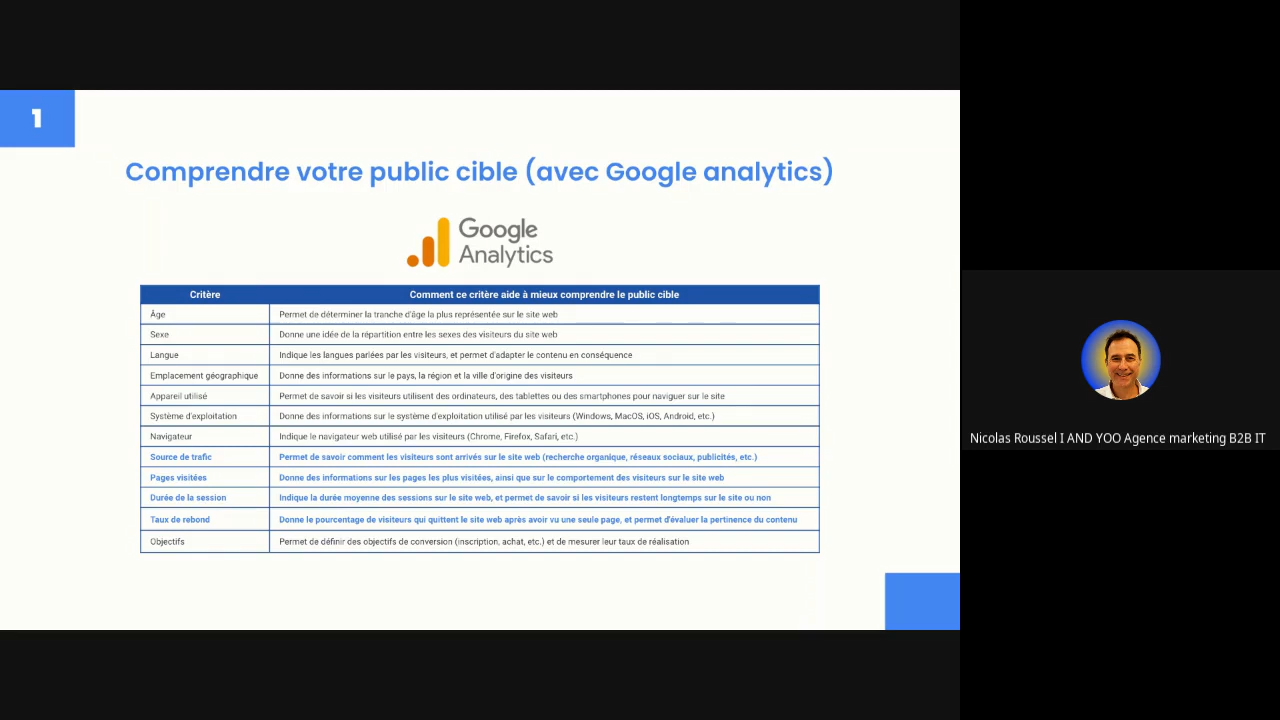 1
Comprendre votre public cible (avec Google analytics)
Google
Analytics
Critère Comment ce critère aide à mieux comprendre le public cible
Âge Permet de déterminer la tranche d'âge la plus représentée sur le site web
Sexe Donne une idée de la répartition entre les sexes des visiteurs du site web
Langue Indique les langues parlées par les visiteurs, et permet d'adapter le contenu en conséquence
Emplacement géographique Donne des informations sur le pays, la région et la ville d'origine des visiteurs
Appareil utilisé Permet de savoir si les visiteurs utilisent des ordinateurs, des tablettes ou des smartphones pour naviguer sur le site
Système d'exploitation Donne des informations sur le système d'exploitation utilisé par les visiteurs (Windows, MacOS, iOS, Android, etc.)
Navigateur Indique le navigateur web utilisé par les visiteurs (Chrome, Firefox, Safari, etc.)
Source de trafic Permet de savoir comment les visiteurs sont arrivés sur le site web (recherche organique, réseaux sociaux, publicités, etc.)
Pages visitées Donne des informations sur les pages les plus visitées, ainsi que sur le comportement des visiteurs sur le site web
Durée de la session Indique la durée moyenne des sessions sur le site web, et permet de savoir si les visiteurs restent longtemps sur le site ou non
Taux de rebond Donne le pourcentage de visiteurs qui quittent le site web après avoir vu une seule page, et permet d'évaluer la pertinence du contenu
Objectifs Permet de définir des objectifs de conversion (inscription, achat, etc.) et de mesurer leur taux de réalisation
Nicolas Roussel I AND YOO Agence marketing B2B IT